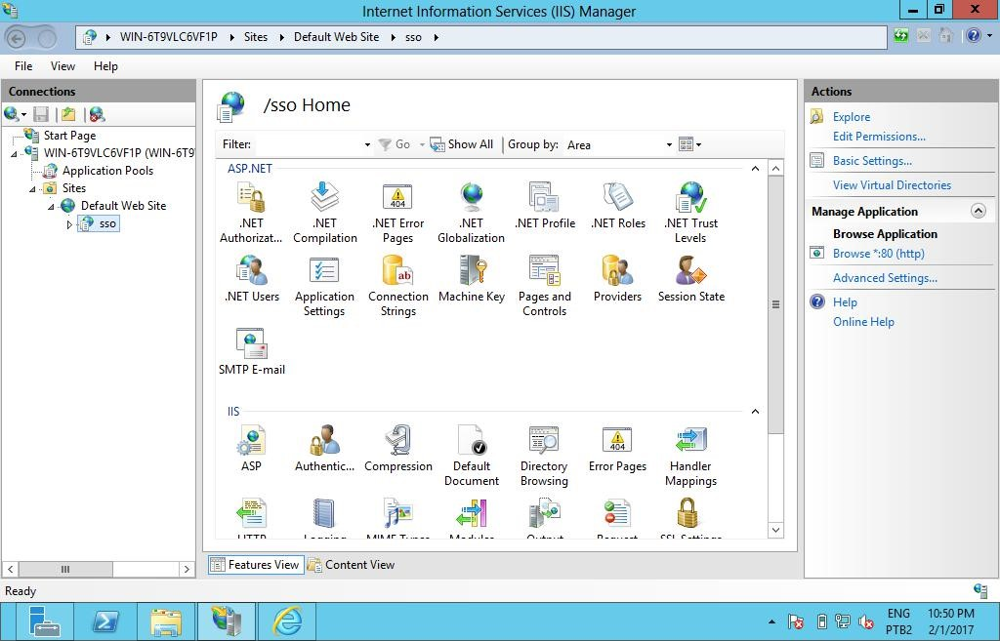 Internet Information Services (IIS) Manager
WIN-6T9VLC6VF1P
Sites
Default Web Site
sso
File View Help
Connections
Start Page
WIN-6T9VLC6VF1P (WIN-6T9
Application Pools
Sites
Default Web Site
sso
/sso Home
Filter: Go Show All Group by: Area
ASP.NET
.NET Authorizat...
.NET Compilation
404
.NET Error Pages
.NET Globalization
.NET Profile
.NET Roles
.NET Trust Levels
.NET Users
Application Settings
ab
Connection Strings
Machine Key
Pages and Controls
Providers
Session State
SMTP E-mail
IIS
ASP
Authentic...
Compression
Default Document
Directory Browsing
404
Error Pages
Handler Mappings
HTTP
Logging
MIME Types
Modules
Output
Request
SSL Settings
Features View
Content View
Actions
Explore
Edit Permissions...
Basic Settings...
View Virtual Directories
Manage Application
Browse Application
Browse *:80 (http)
Advanced Settings...
Help
Online Help
Ready
ENG
PTB2
10:50 PM
2/1/2017